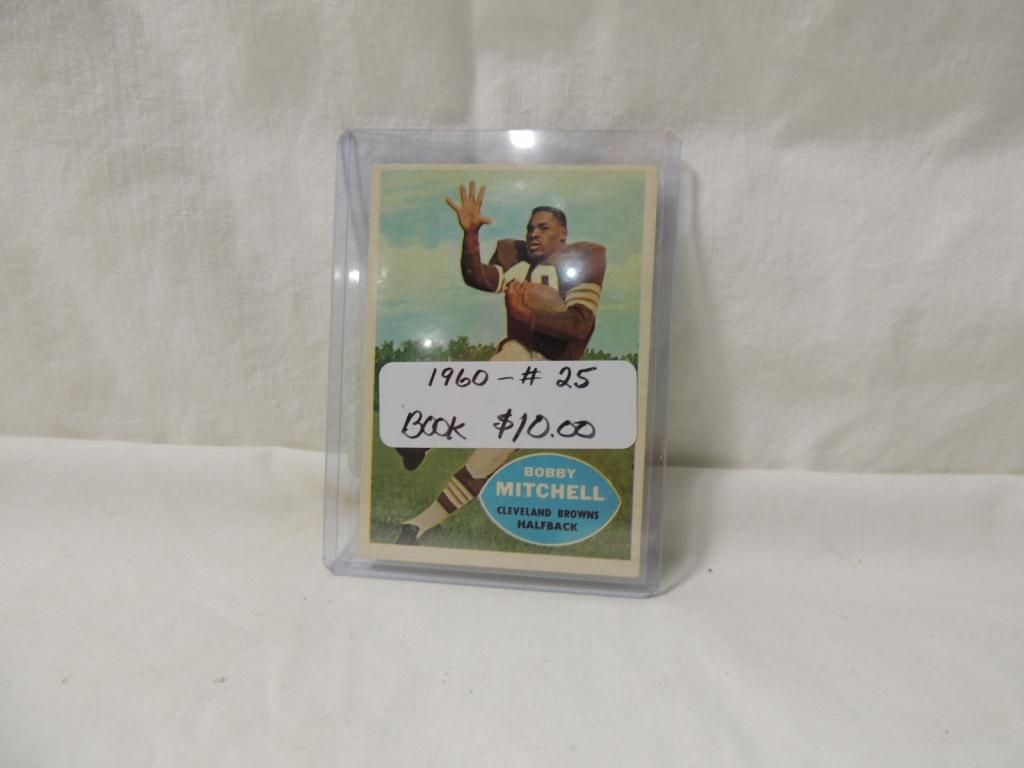 1960 - # 25
BOOK $10.00
BOBBY
MITCHELL
CLEVELAND BROWNS
HALFBACK